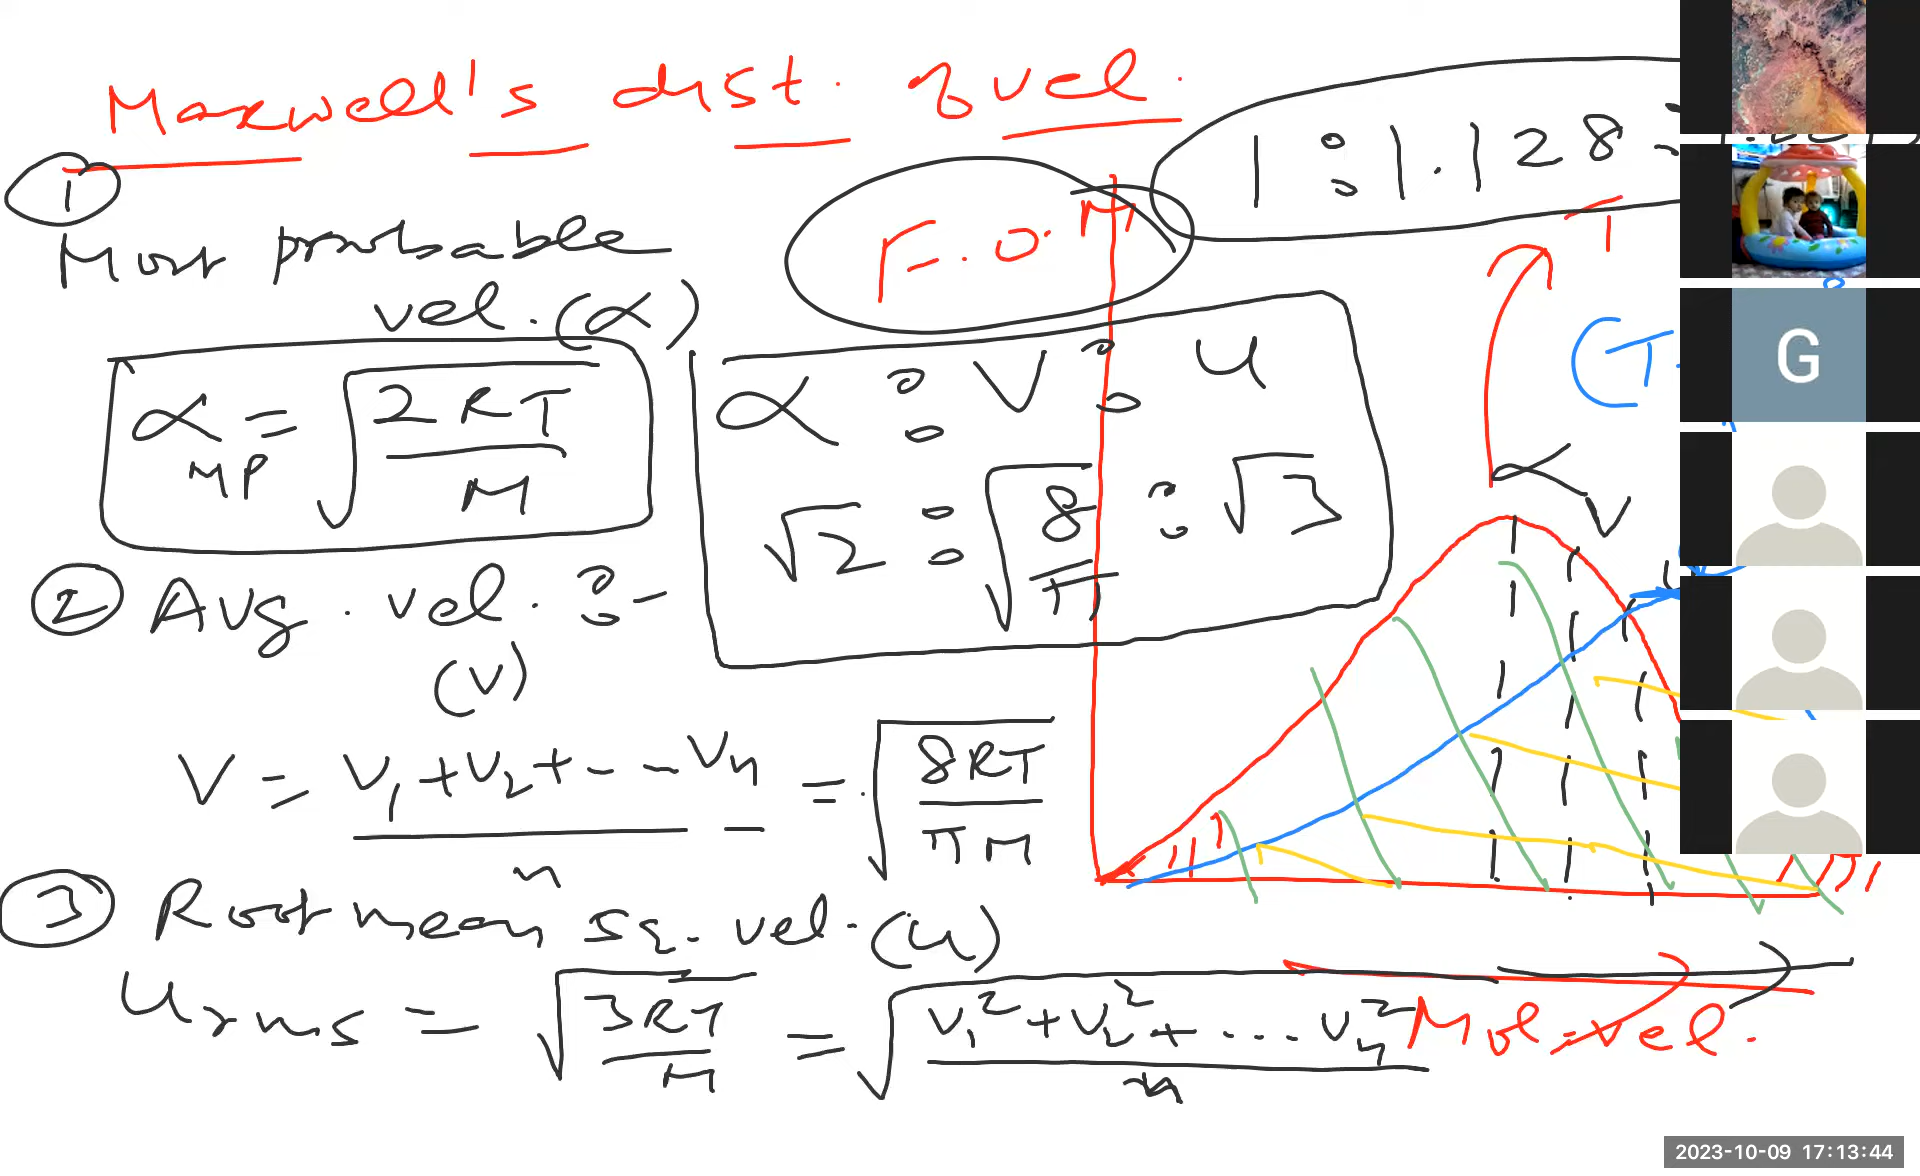 Maxwell's dist. of vel.
①
Most probable
vel. (α)
α MP = √(2RT/M)
② Avg. vel. :-
(V)
V = (V₁ + V₂ + - - - Vn)/n = √(8RT/πM)
③ Root mean sq. vel. (u)
u rms = √(3RT/M) = √((V₁² + V₂² + ... Vn²)/n)
F.O.M
1 : 1.128 :
α : V : u
√2 : √(8/π) : √3
T
(T
α
V
Mol. vel.
G
2023-10-09 17:13:44